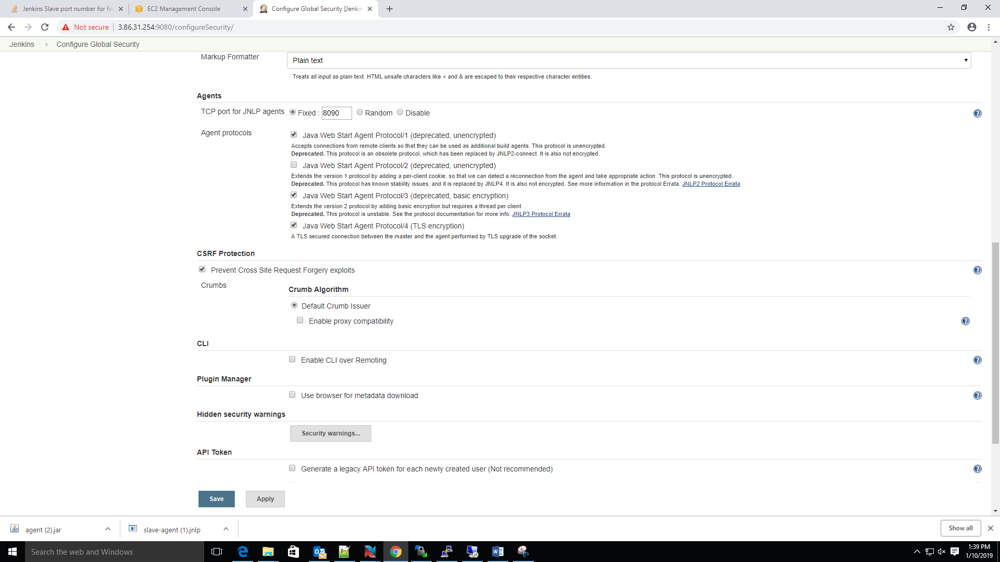 Jenkins Slave port number for fir
EC2 Management Console
Configure Global Security [Jenkin
Not secure
3.86.31.254:9080/configureSecurity/
Jenkins
Configure Global Security
Markup Formatter
Plain text
Treats all input as plain text. HTML unsafe characters like < and & are escaped to their respective character entities.
Agents
TCP port for JNLP agents Fixed : 8090 Random Disable
Agent protocols
Java Web Start Agent Protocol/1 (deprecated, unencrypted)
Accepts connections from remote clients so that they can be used as additional build agents. This protocol is unencrypted.
Deprecated. This protocol is an obsolete protocol, which has been replaced by JNLP2-connect. It is also not encrypted.
Java Web Start Agent Protocol/2 (deprecated, unencrypted)
Extends the version 1 protocol by adding a per-client cookie, so that we can detect a reconnection from the agent and take appropriate action. This protocol is unencrypted.
Deprecated. This protocol has known stability issues, and it is replaced by JNLP4. It is also not encrypted. See more information in the protocol Errata. JNLP2 Protocol Errata
Java Web Start Agent Protocol/3 (deprecated, basic encryption)
Extends the version 2 protocol by adding basic encryption but requires a thread per client.
Deprecated. This protocol is unstable. See the protocol documentation for more info. JNLP3 Protocol Errata
Java Web Start Agent Protocol/4 (TLS encryption)
A TLS secured connection between the master and the agent performed by TLS upgrade of the socket.
CSRF Protection
Prevent Cross Site Request Forgery exploits
Crumbs
Crumb Algorithm
Default Crumb Issuer
Enable proxy compatibility
CLI
Enable CLI over Remoting
Plugin Manager
Use browser for metadata download
Hidden security warnings
Security warnings...
API Token
Generate a legacy API token for each newly created user (Not recommended)
Save
Apply
agent (2).jar
slave-agent (1).jnlp
Show all
Search the web and Windows
1:39 PM
1/10/2019